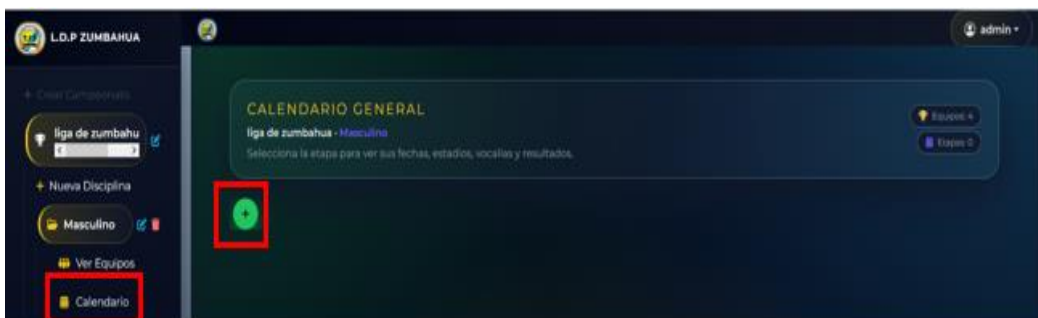 L.D.P ZUMBAHUA
admin
+ Crear Campeonato
liga de zumbahu
+ Nueva Disciplina
Masculino
Ver Equipos
Calendario
CALENDARIO GENERAL
liga de zumbahua - Masculino
Selecciona la etapa para ver sus fechas, estadios, vocalías y resultados.
Equipos 4
Etapas 0
+